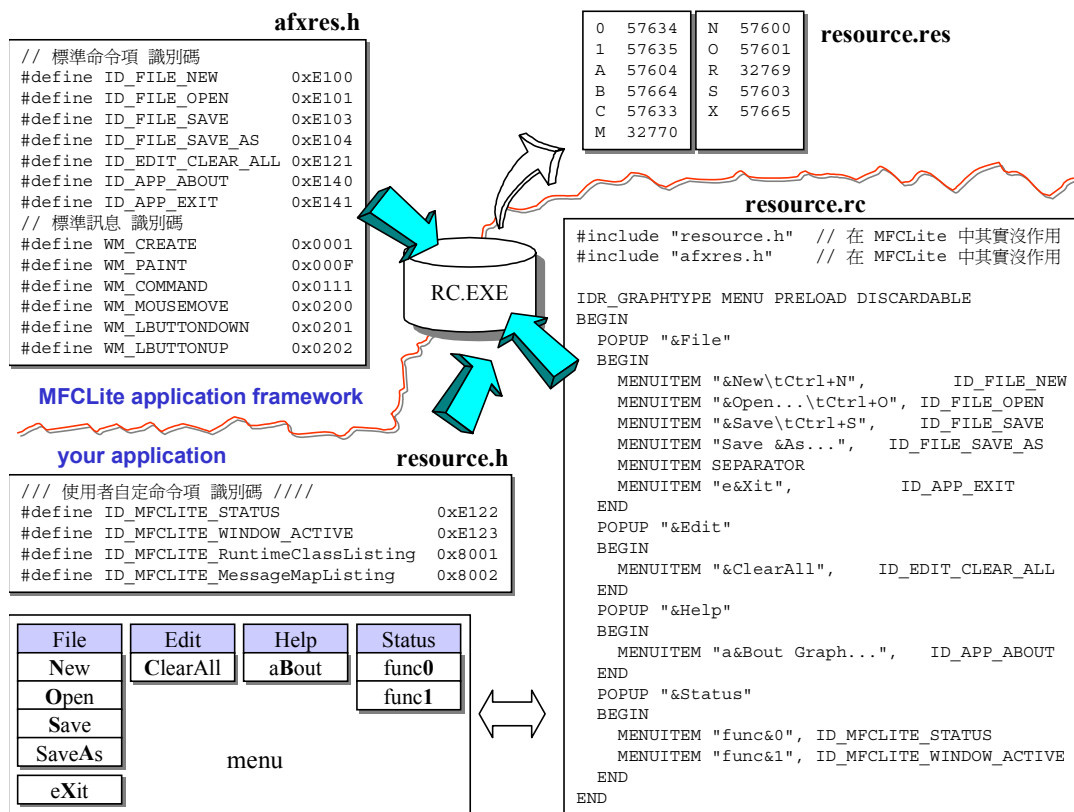 afxres.h
// 標準命令項 識別碼
#define ID_FILE_NEW 0xE100
#define ID_FILE_OPEN 0xE101
#define ID_FILE_SAVE 0xE103
#define ID_FILE_SAVE_AS 0xE104
#define ID_EDIT_CLEAR_ALL 0xE121
#define ID_APP_ABOUT 0xE140
#define ID_APP_EXIT 0xE141
// 標準訊息 識別碼
#define WM_CREATE 0x0001
#define WM_PAINT 0x000F
#define WM_COMMAND 0x0111
#define WM_MOUSEMOVE 0x0200
#define WM_LBUTTONDOWN 0x0201
#define WM_LBUTTONUP 0x0202
0 57634 N 57600
1 57635 O 57601
A 57604 R 32769
B 57664 S 57603
C 57633 X 57665
M 32770
resource.res
RC.EXE
MFCLite application framework
your application
resource.h
/// 使用者自定命令項 識別碼 ////
#define ID_MFCLITE_STATUS 0xE122
#define ID_MFCLITE_WINDOW_ACTIVE 0xE123
#define ID_MFCLITE_RuntimeClassListing 0x8001
#define ID_MFCLITE_MessageMapListing 0x8002
resource.rc
#include "resource.h" // 在 MFCLite 中其實沒作用
#include "afxres.h" // 在 MFCLite 中其實沒作用
IDR_GRAPHTYPE MENU PRELOAD DISCARDABLE
BEGIN
POPUP "&File"
BEGIN
MENUITEM "&New\tCtrl+N", ID_FILE_NEW
MENUITEM "&Open...\tCtrl+O", ID_FILE_OPEN
MENUITEM "&Save\tCtrl+S", ID_FILE_SAVE
MENUITEM "Save &As...", ID_FILE_SAVE_AS
MENUITEM SEPARATOR
MENUITEM "e&Xit", ID_APP_EXIT
END
POPUP "&Edit"
BEGIN
MENUITEM "&ClearAll", ID_EDIT_CLEAR_ALL
END
POPUP "&Help"
BEGIN
MENUITEM "a&Bout Graph...", ID_APP_ABOUT
END
POPUP "&Status"
BEGIN
MENUITEM "func&0", ID_MFCLITE_STATUS
MENUITEM "func&1", ID_MFCLITE_WINDOW_ACTIVE
END
END
File Edit Help Status
New ClearAll aBout func0
Open func1
Save
SaveAs
eXit
menu